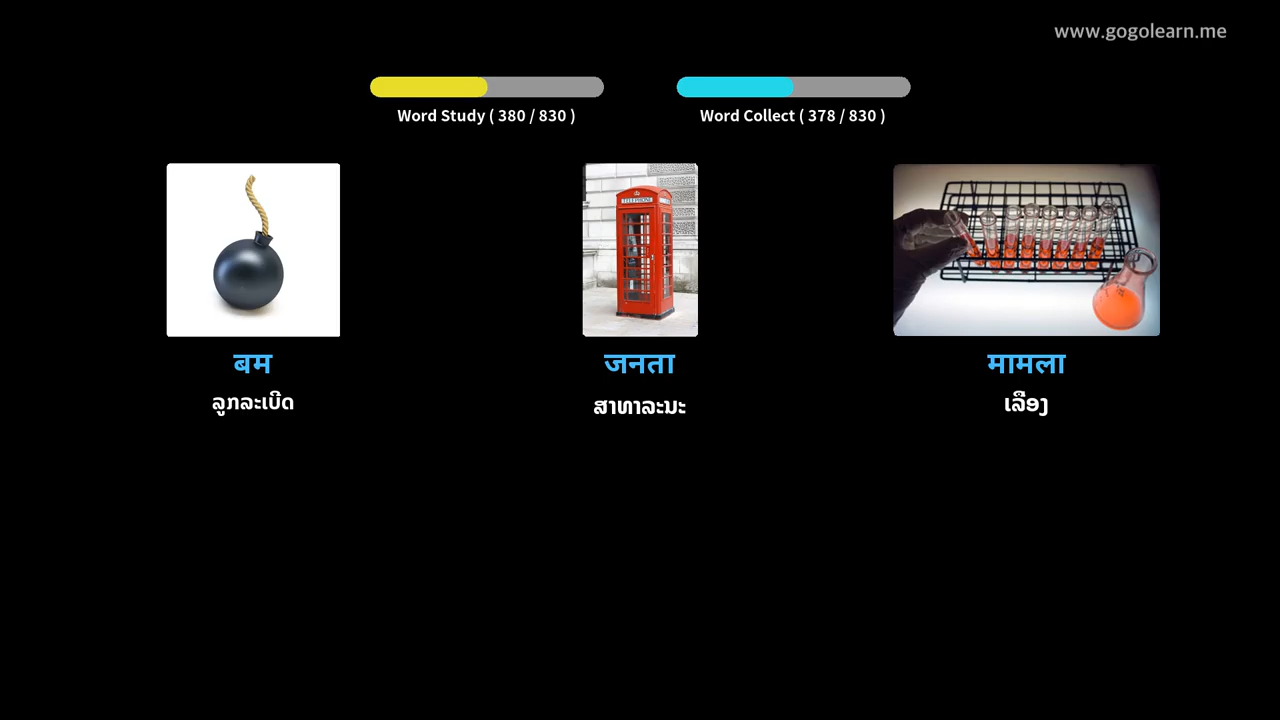 www.gogolearn.me
Word Study ( 380 / 830 )
Word Collect ( 378 / 830 )
TELEPHONE
बम
जनता
मामला
ລູກລະເບີດ
ສາທາລະນະ
ເລື່ອງ